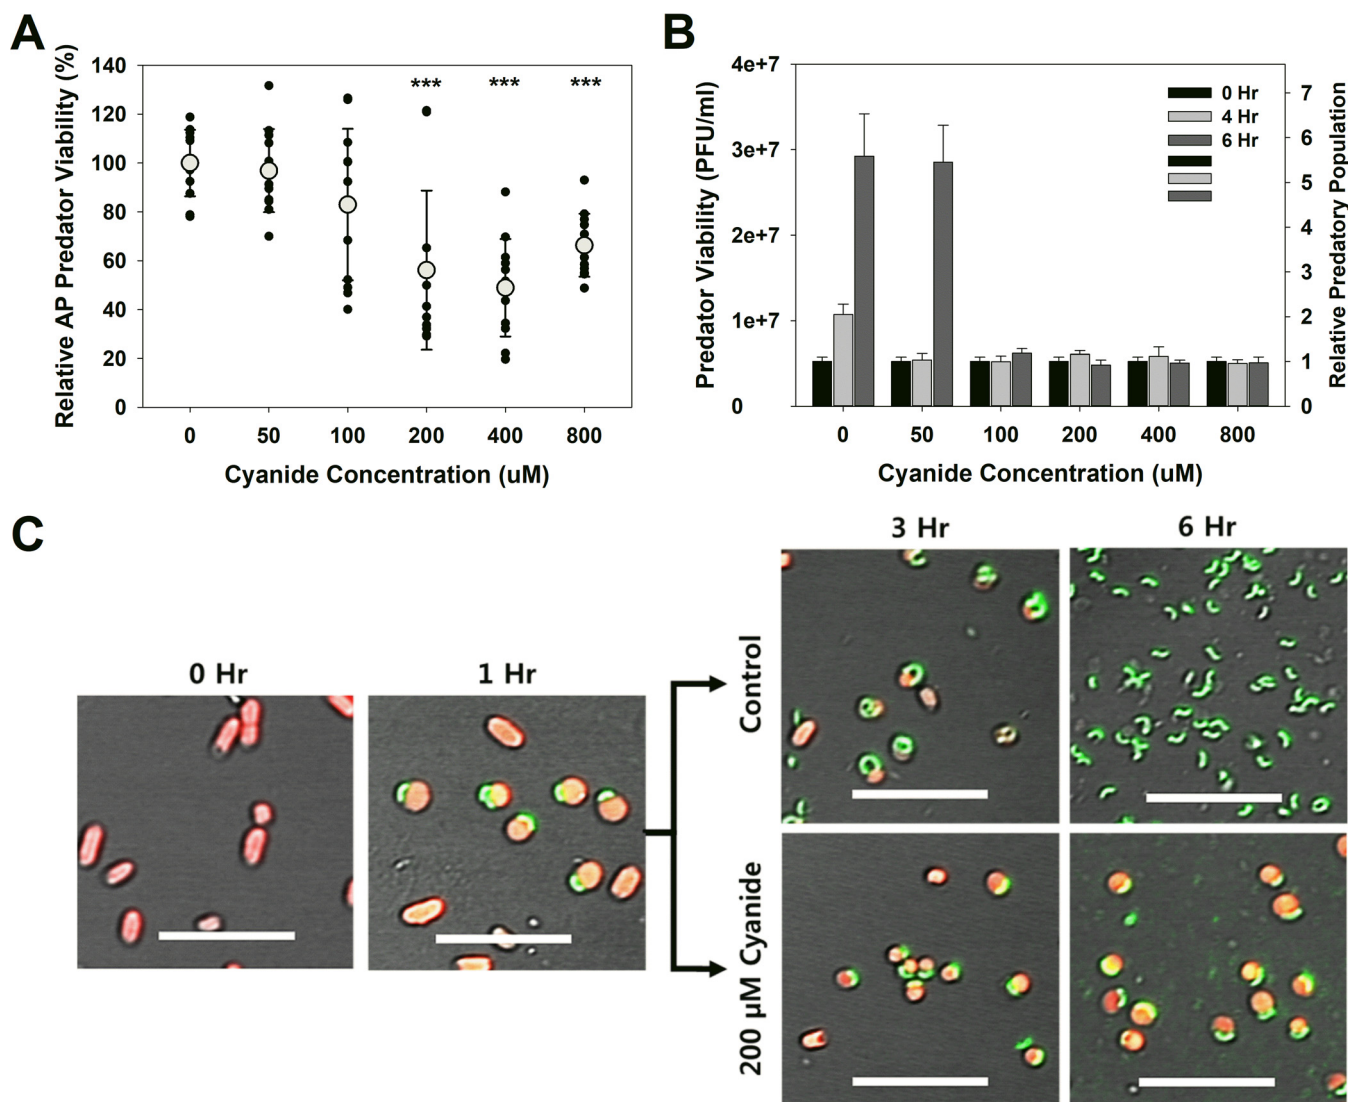 A
Relative AP Predator Viability (%)
140
120
100
80
60
40
20
0
*** *** ***
0 50 100 200 400 800
Cyanide Concentration (uM)
B
Predator Viability (PFU/ml)
4e+7
3e+7
2e+7
1e+7
0
0 Hr
4 Hr
6 Hr
7
6
5
4
3
2
1
0
Relative Predatory Population
0 50 100 200 400 800
Cyanide Concentration (uM)
C
0 Hr
1 Hr
3 Hr
6 Hr
Control
200 µM Cyanide